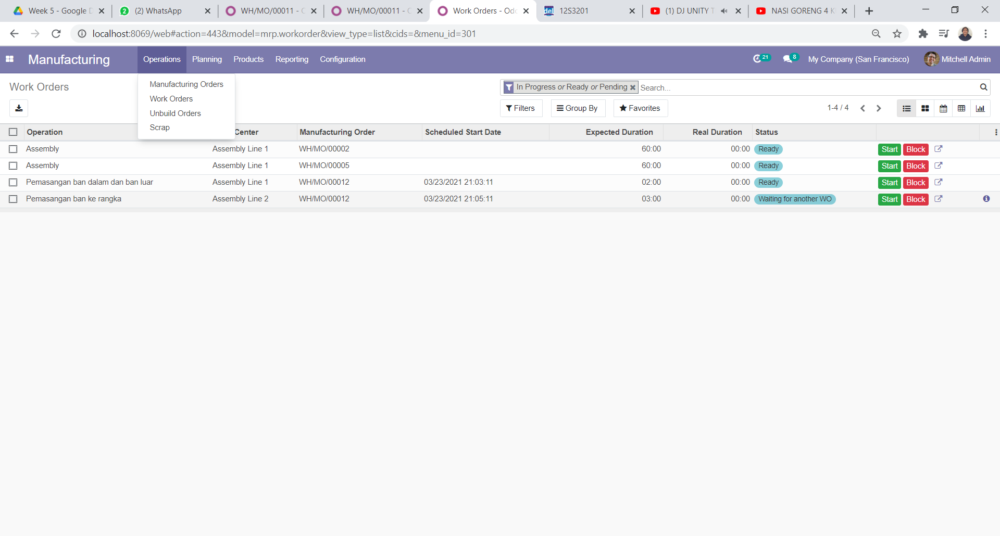 Week 5 - Google D
(2) WhatsApp
WH/MO/00011 - C
WH/MO/00011 - C
Work Orders - Odo
del 12S3201
(1) DJ UNITY T
NASI GORENG 4 K
localhost:8069/web#action=443&model=mrp.workorder&view_type=list&cids=&menu_id=301
Manufacturing Operations Planning Products Reporting Configuration 21 8 My Company (San Francisco) Mitchell Admin
Work Orders
Manufacturing Orders
Work Orders
Unbuild Orders
Scrap
In Progress or Ready or Pending Search...
Filters Group By Favorites 1-4 / 4
Operation Center Manufacturing Order Scheduled Start Date Expected Duration Real Duration Status
Assembly Assembly Line 1 WH/MO/00002 60:00 00:00 Ready Start Block
Assembly Assembly Line 1 WH/MO/00005 60:00 00:00 Ready Start Block
Pemasangan ban dalam dan ban luar Assembly Line 1 WH/MO/00012 03/23/2021 21:03:11 02:00 00:00 Ready Start Block
Pemasangan ban ke rangka Assembly Line 2 WH/MO/00012 03/23/2021 21:05:11 03:00 00:00 Waiting for another WO Start Block